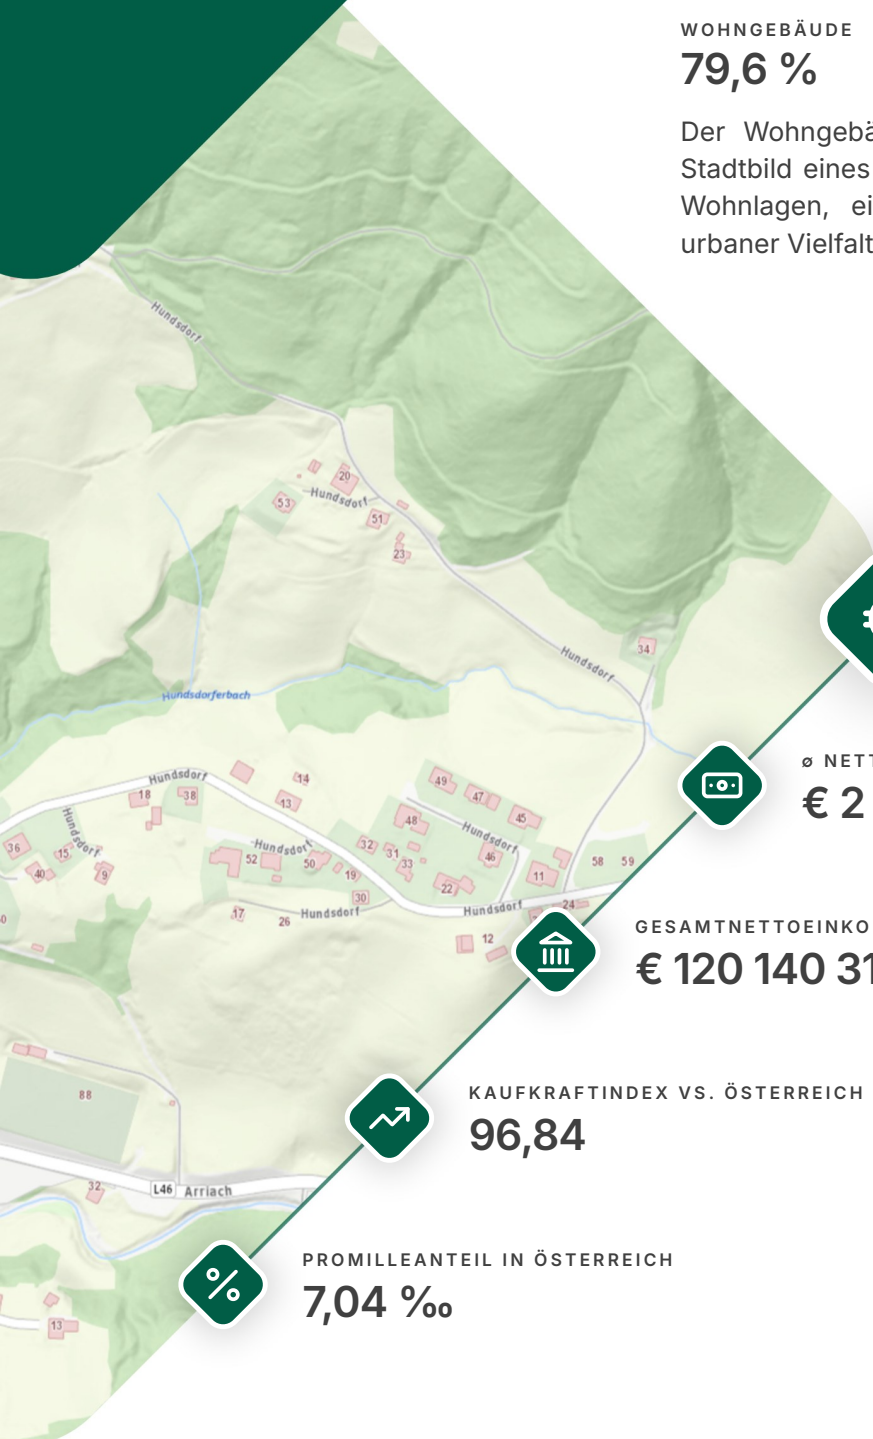 WOHNGEBÄUDE
79,6 %
Der Wohngebä
Stadtbild eines
Wohnlagen, ei
urbaner Vielfalt
Hundsdorf
20
53
Hundsdorf
51
23
34
Hundsdorf
Hundsdorferbach
ø NETT
€ 2
Hundsdorf
14
49
18
38
13
47
45
48
36
Hundsdorf
15
Hundsdorf
32
31
Hundsdorf
40
9
52
50
33
46
58
59
19
22
11
30
17
26
Hundsdorf
Hundsdorf
24
12
GESAMTNETTOEINKO
€ 120 140 31
88
KAUFKRAFTINDEX VS. ÖSTERREICH
96,84
32
L46 Arriach
PROMILLEANTEIL IN ÖSTERREICH
7,04 ‰
13